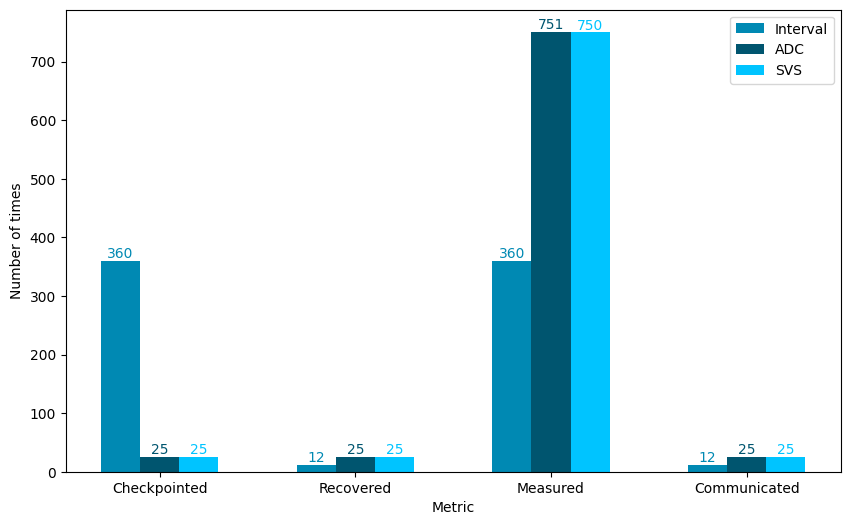 Interval
ADC
SVS
Number of times
700
600
500
400
300
200
100
0
360
25
25
12
25
25
360
751
750
12
25
25
Checkpointed
Recovered
Measured
Communicated
Metric